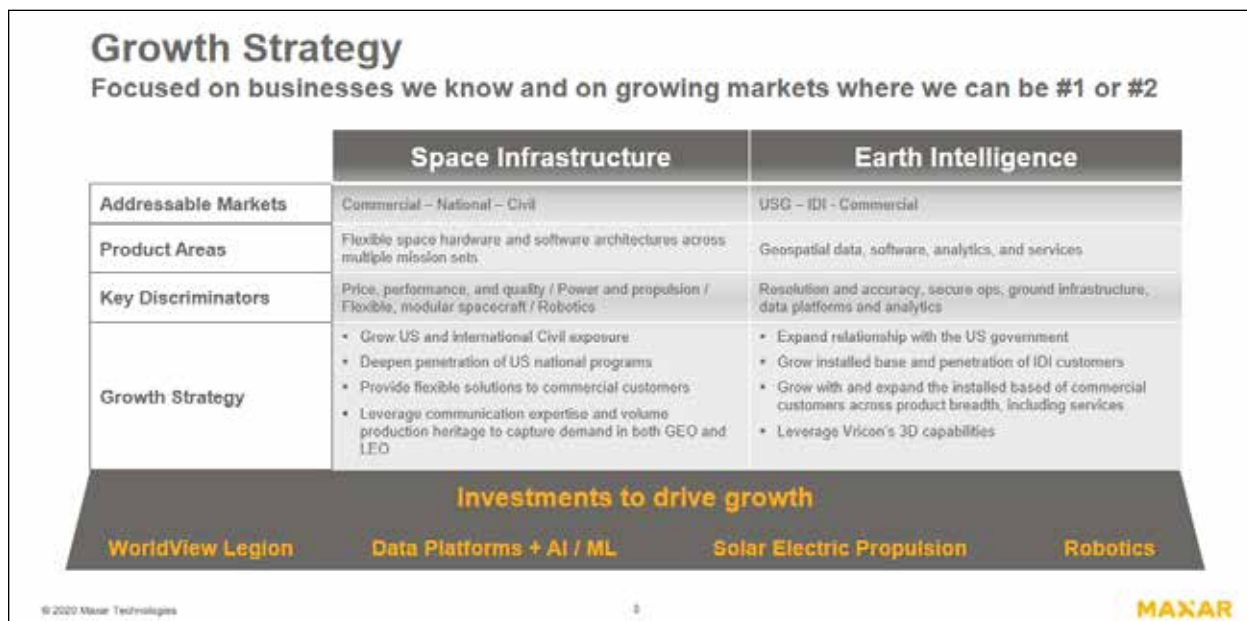 Growth Strategy
Focused on businesses we know and on growing markets where we can be #1 or #2
Space Infrastructure
Earth Intelligence
Addressable Markets
Commercial – National – Civil
USG – IDI - Commercial
Product Areas
Flexible space hardware and software architectures across
multiple mission sets
Geospatial data, software, analytics, and services
Key Discriminators
Price, performance, and quality / Power and propulsion /
Flexible, modular spacecraft / Robotics
Resolution and accuracy, secure ops, ground infrastructure,
data platforms and analytics
Growth Strategy
• Grow US and international Civil exposure
• Deepen penetration of US national programs
• Provide flexible solutions to commercial customers
• Leverage communication expertise and volume
production heritage to capture demand in both GEO and
LEO
• Expand relationship with the US government
• Grow installed base and penetration of IDI customers
• Grow with and expand the installed based of commercial
customers across product breadth, including services
• Leverage Vricon's 3D capabilities
Investments to drive growth
WorldView Legion
Data Platforms + AI / ML
Solar Electric Propulsion
Robotics
© 2020 Maxar Technologies
MAXAR